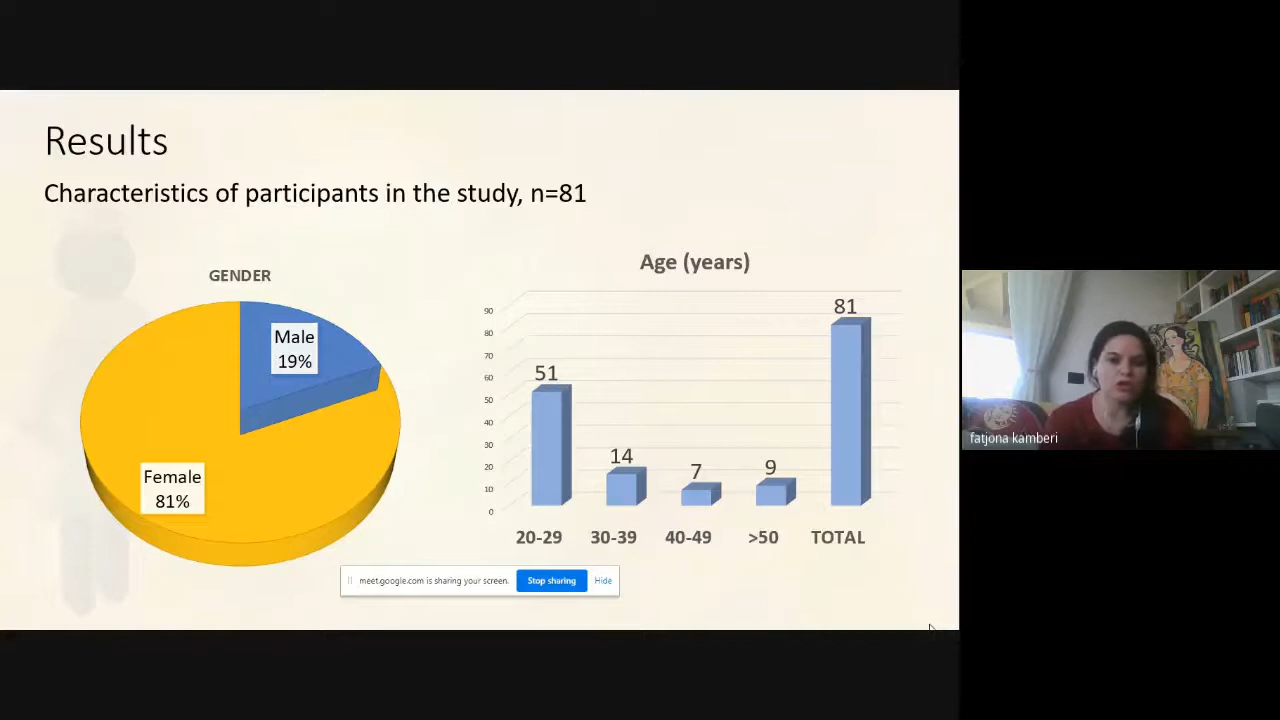 Results
Characteristics of participants in the study, n=81
GENDER
Male
19%
Female
81%
Age (years)
90
80
70
60
50
40
30
20
10
0
51
14
7
9
81
20-29
30-39
40-49
>50
TOTAL
meet.google.com is sharing your screen.
Stop sharing
Hide
fatjona kamberi